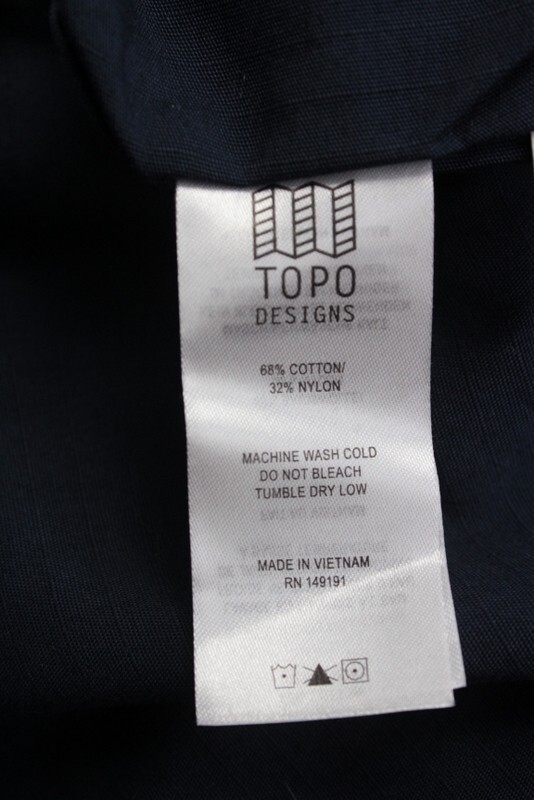 TOPO
DESIGNS
68% COTTON/
32% NYLON
MACHINE WASH COLD
DO NOT BLEACH
TUMBLE DRY LOW
MADE IN VIETNAM
RN 149191